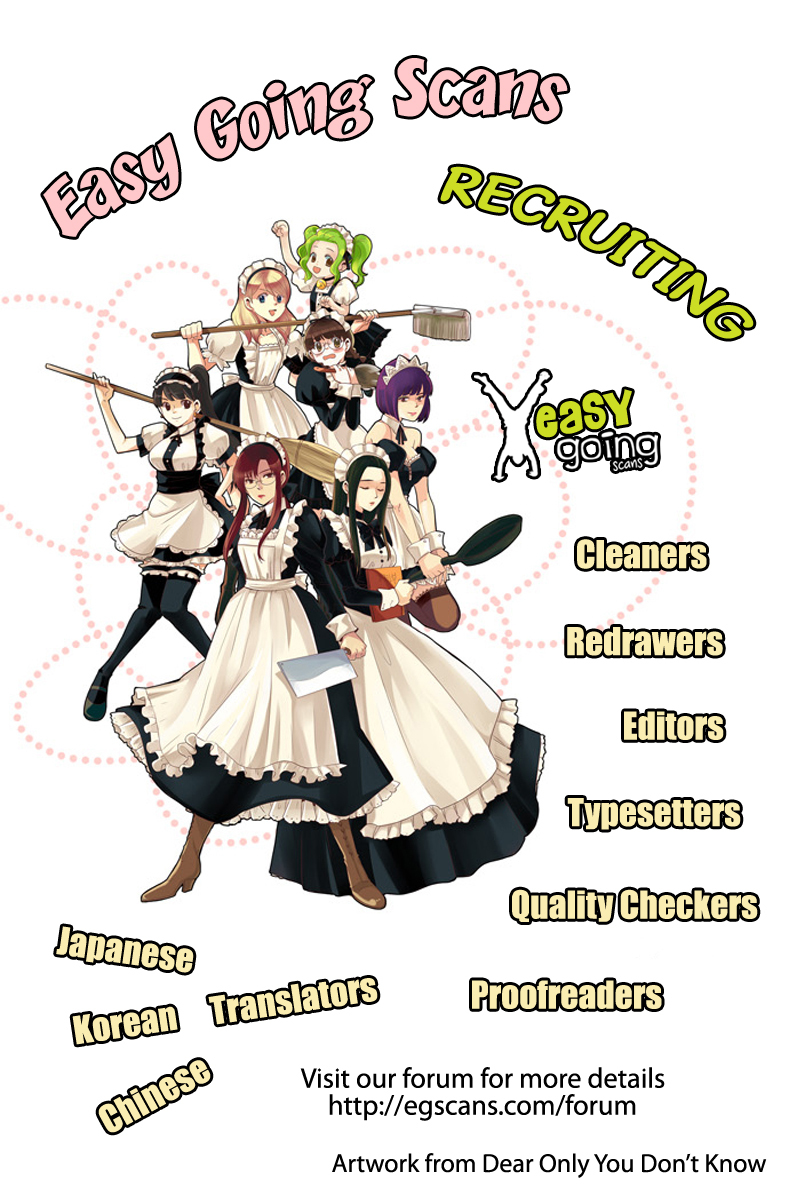 Easy Going Scans
RECRUITING
easy
going
scans
Cleaners
Redrawers
Editors
Typesetters
Quality Checkers
Proofreaders
Japanese
Korean
Chinese
Translators
Visit our forum for more details
http://egscans.com/forum
Artwork from Dear Only You Don't Know